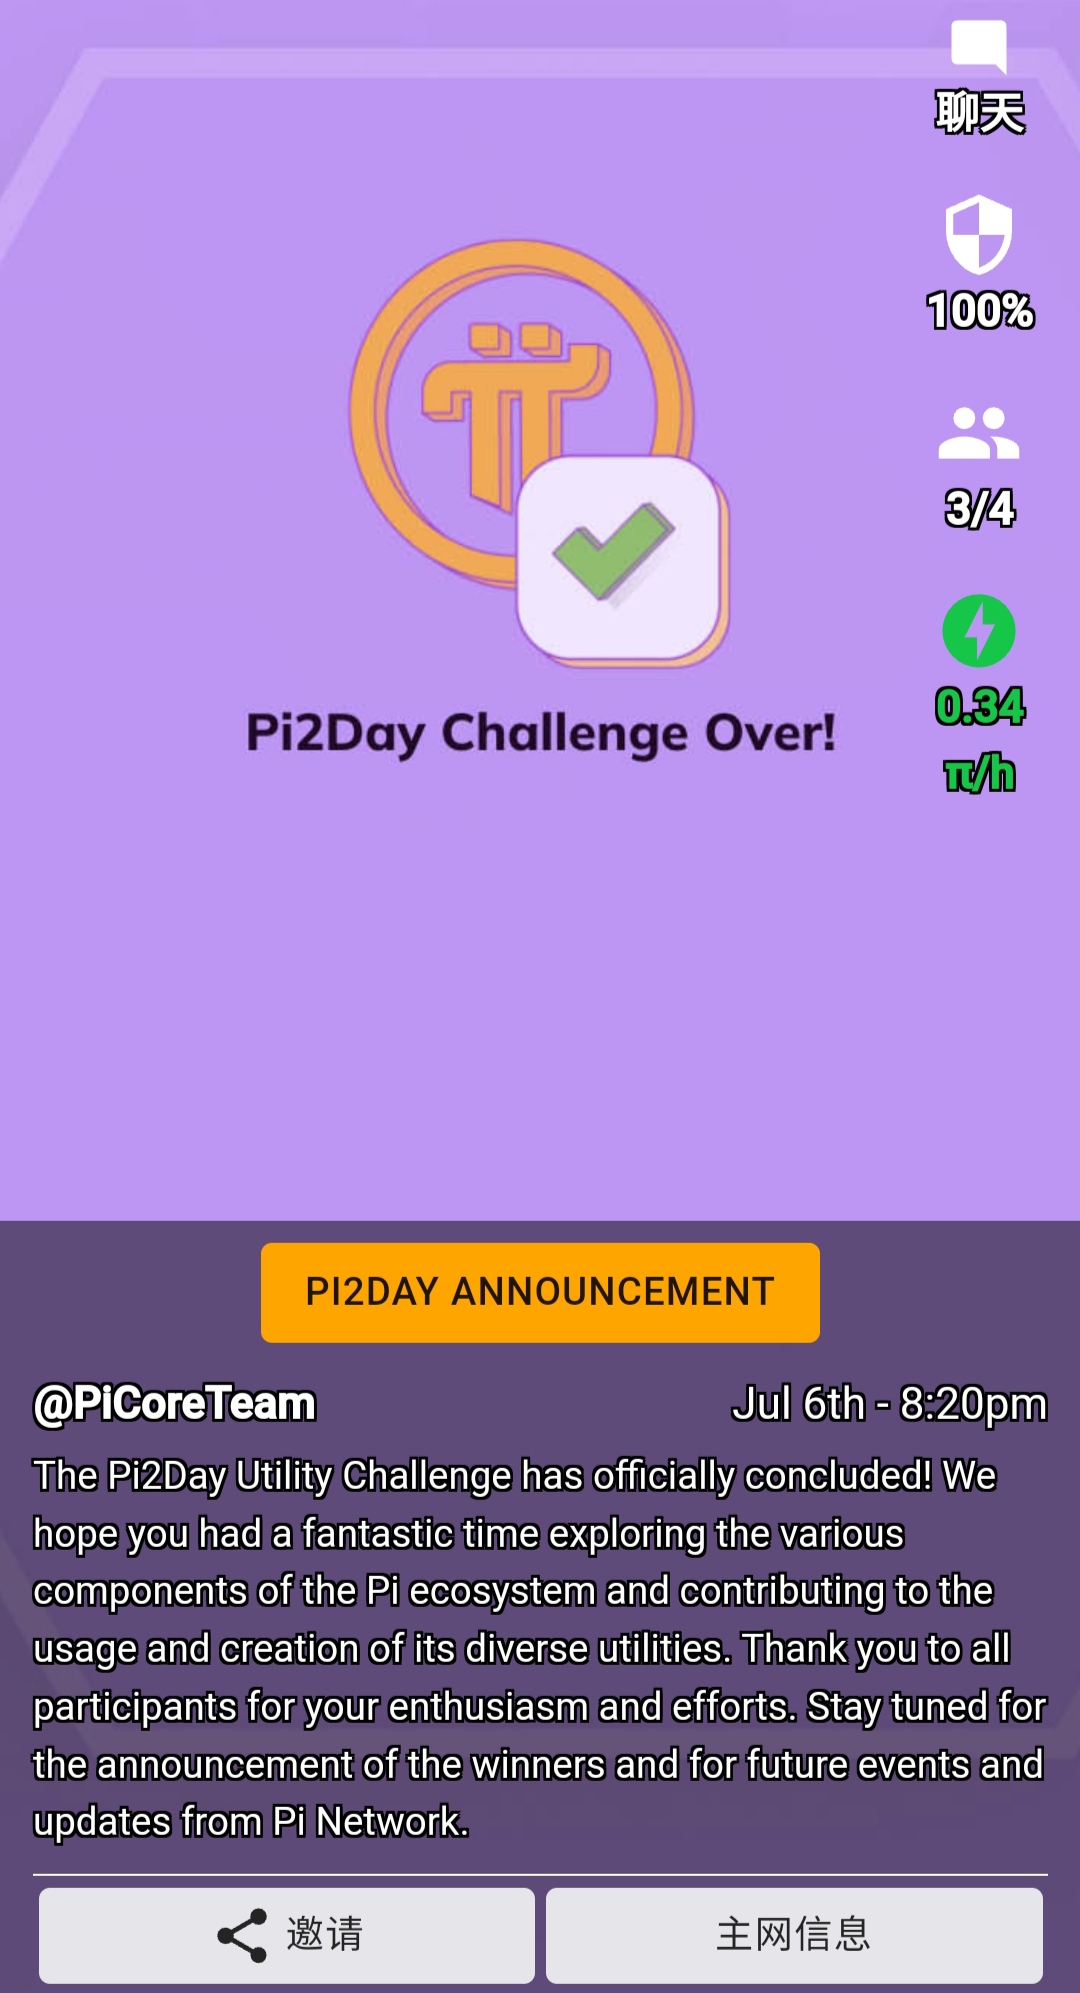 聊天
100%
3/4
0.34
π/h
Pi2Day Challenge Over!
PI2DAY ANNOUNCEMENT
@PiCoreTeam
Jul 6th - 8:20pm
The Pi2Day Utility Challenge has officially concluded! We
hope you had a fantastic time exploring the various
components of the Pi ecosystem and contributing to the
usage and creation of its diverse utilities. Thank you to all
participants for your enthusiasm and efforts. Stay tuned for
the announcement of the winners and for future events and
updates from Pi Network.
邀请
主网信息